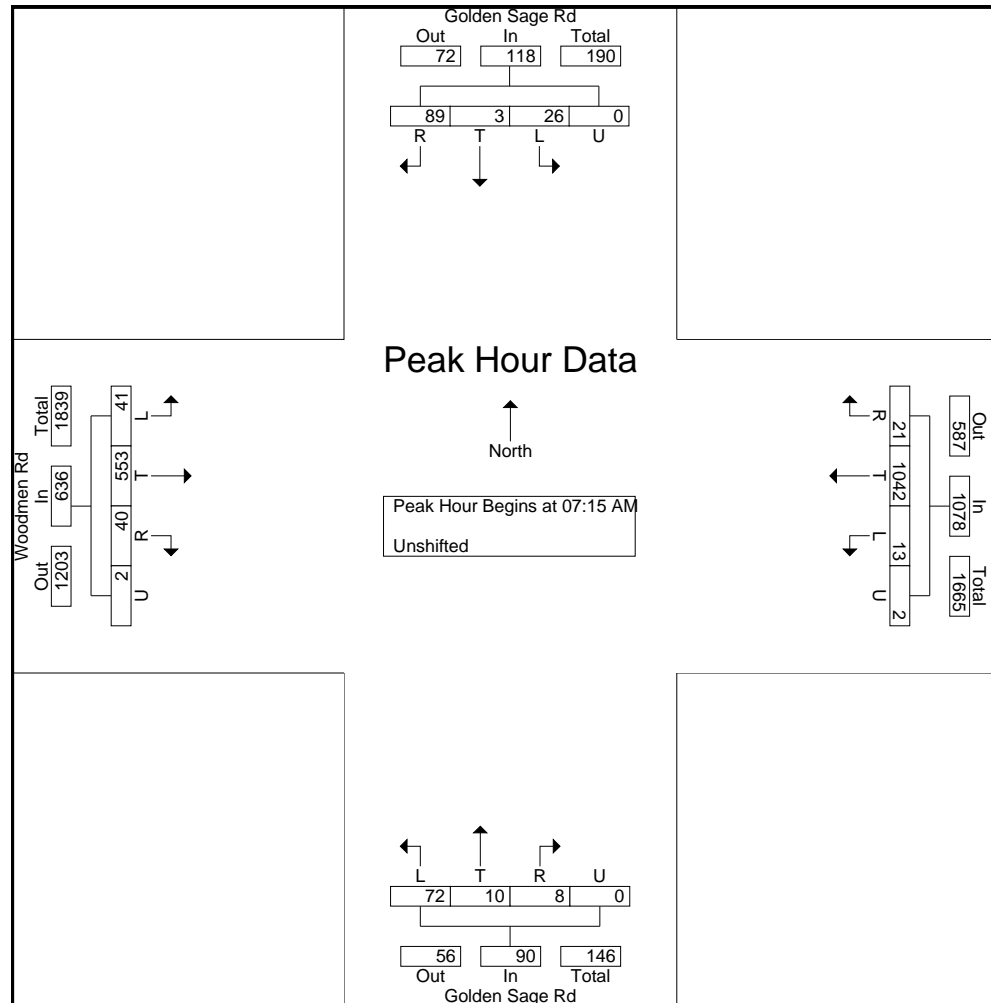 Golden Sage Rd
Out In Total
72 118 190
89 3 26 0
R T L U
Peak Hour Data
North
Peak Hour Begins at 07:15 AM
Unshifted
Woodmen Rd
Out In Total
1203 636 1839
2 40 553 41
U R T L
Out In Total
587 1078 1665
21 1042 13 2
R T L U
L T R U
72 10 8 0
56 90 146
Out In Total
Golden Sage Rd